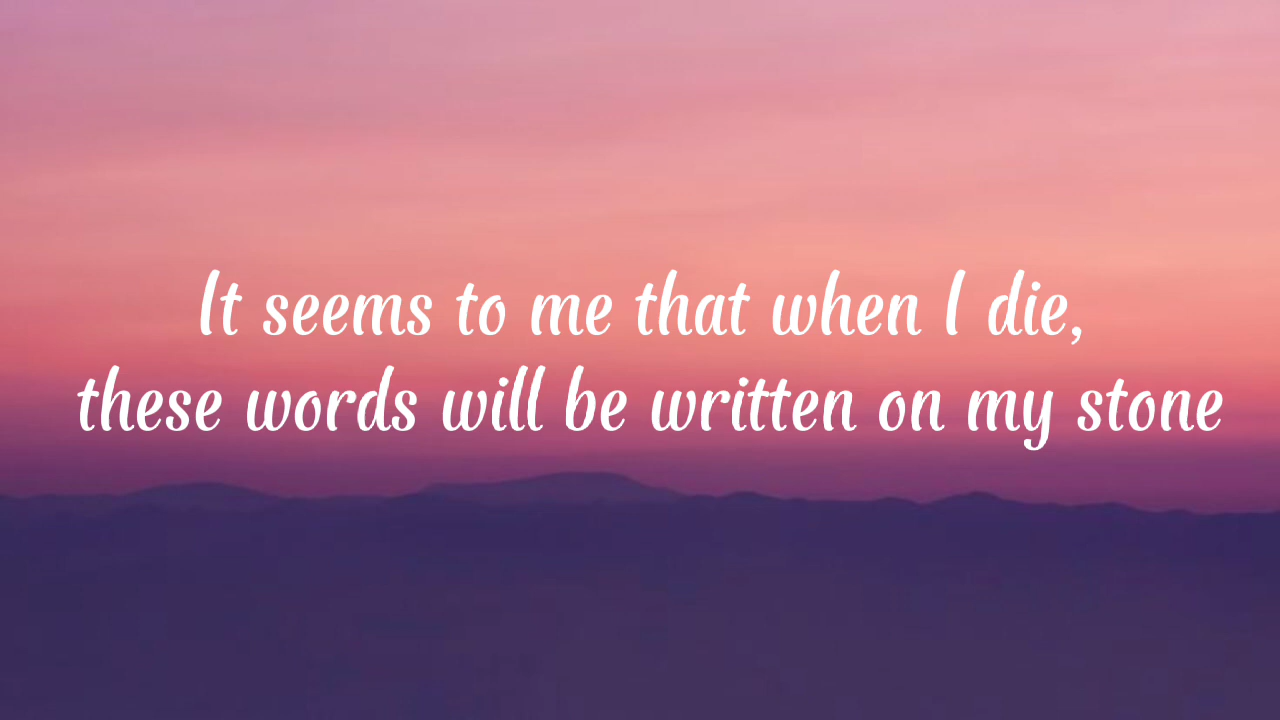 It seems to me that when I die,
these words will be written on my stone